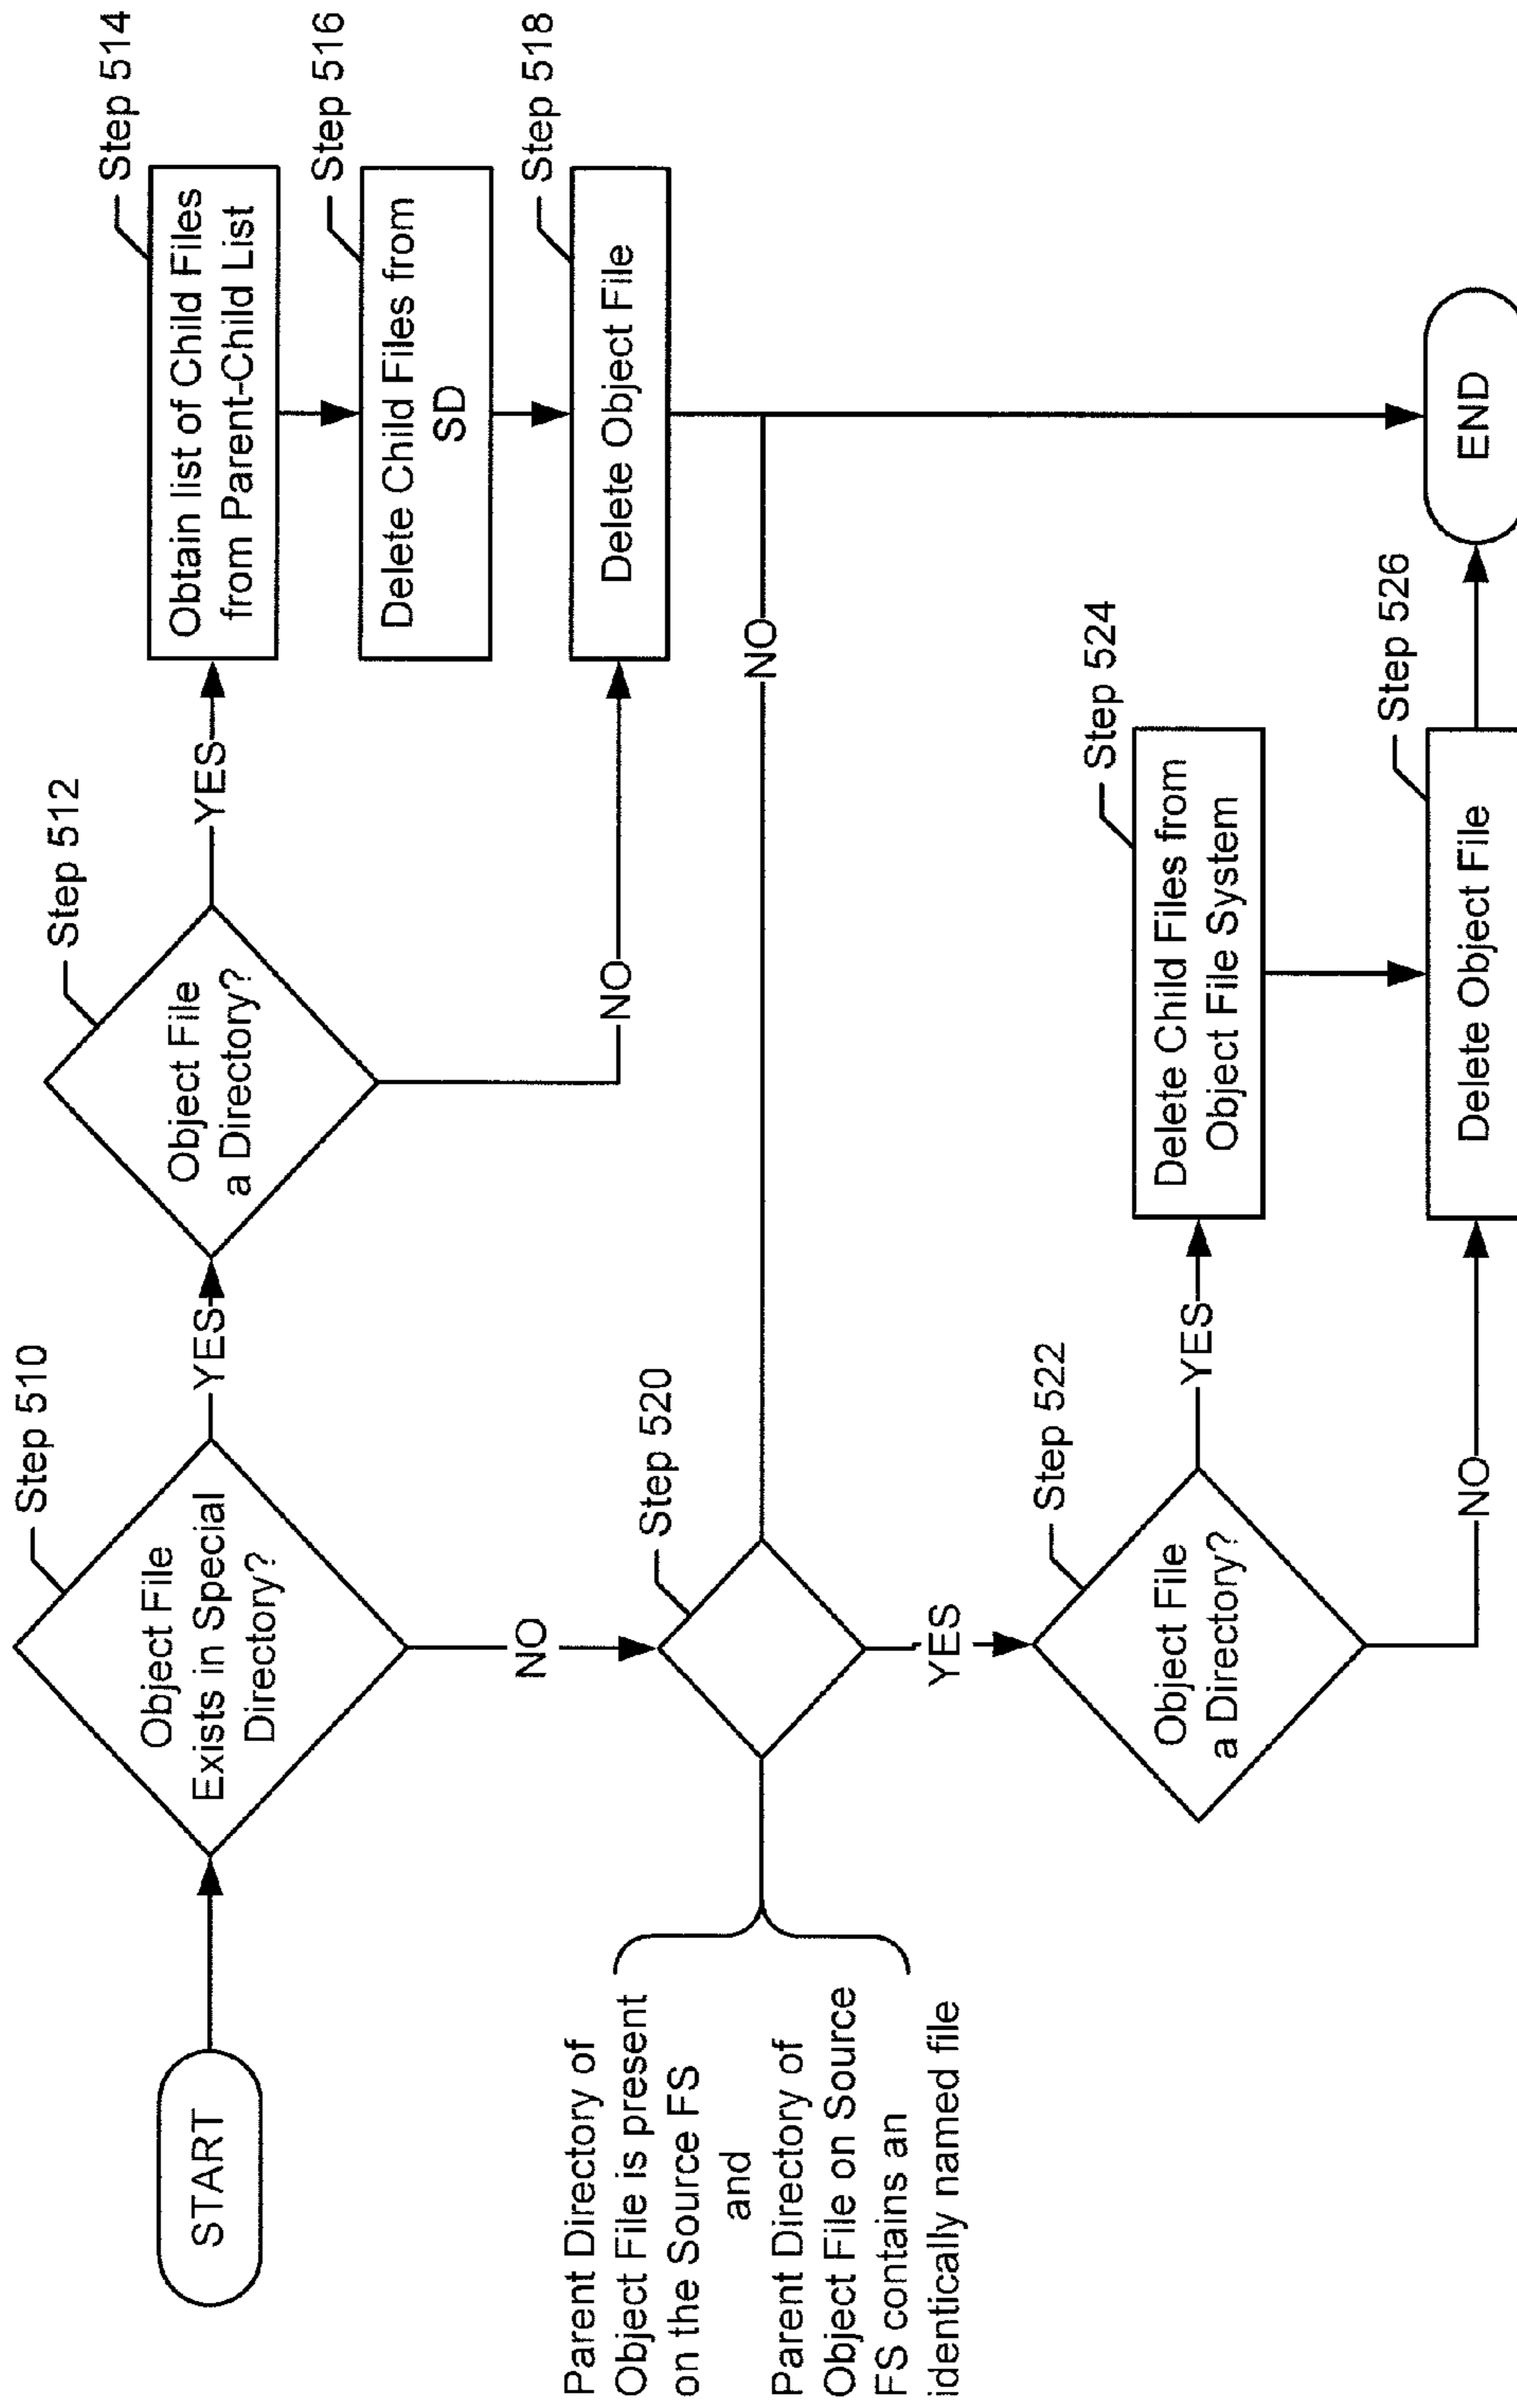 START
Step 510
Object File
Exists in Special
Directory?
YES
NO
Step 512
Object File
a Directory?
YES
NO
Step 514
Obtain list of Child Files
from Parent-Child List
Step 516
Delete Child Files from
SD
Step 518
Delete Object File
Parent Directory of
Object File is present
on the Source FS
and
Parent Directory of
Object File on Source
FS contains an
identically named file
Step 520
NO
YES
Step 522
Object File
a Directory?
YES
NO
Step 524
Delete Child Files from
Object File System
Step 526
Delete Object File
END